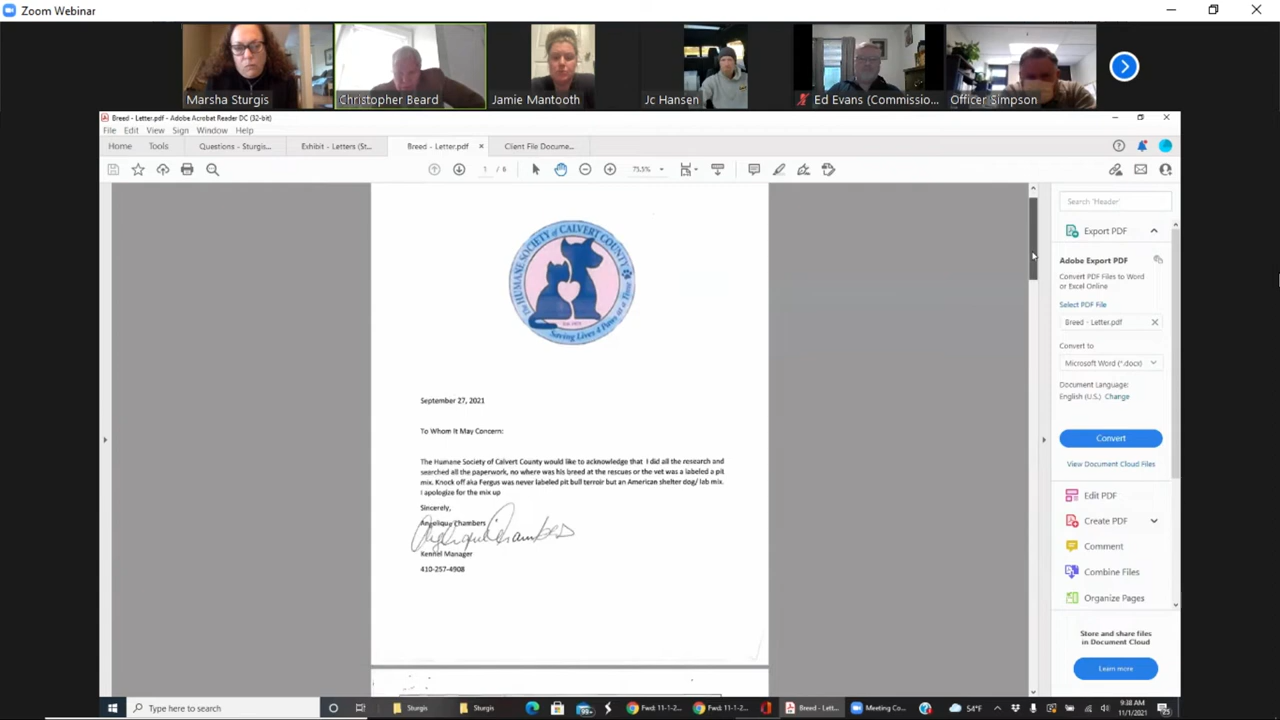 Zoom Webinar
Marsha Sturgis
Christopher Beard
Jamie Mantooth
Jc Hansen
Ed Evans (Commissio...
Officer Simpson
Breed - Letter.pdf - Adobe Acrobat Reader DC (32-bit)
File Edit View Sign Window Help
Home Tools Questions - Sturgis... Exhibit - Letters (St... Breed - Letter.pdf × Client File Docume...
1 / 6 75.5%
Search 'Header'
Export PDF
Adobe Export PDF
Convert PDF Files to Word
or Excel Online
Select PDF File
Breed - Letter.pdf
Convert to
Microsoft Word (*.docx)
Document Language:
English (U.S.) Change
Convert
View Document Cloud Files
Edit PDF
Create PDF
Comment
Combine Files
Organize Pages
Store and share files
in Document Cloud
Learn more
The HUMANE SOCIETY of CALVERT COUNTY
Saving Lives 4 Paws at a Time
September 27, 2021
To Whom It May Concern:
The Humane Society of Calvert County would like to acknowledge that I did all the research and
searched all the paperwork, no where was his breed at the rescues or the vet was a labeled a pit
mix. Knock off aka Fergus was never labeled pit bull terroir but an American shelter dog/ lab mix.
I apologize for the mix up
Sincerely,
Angelique Chambers
Angelique Chambers
Kennel Manager
410-257-4908
Type here to search
Sturgis
Sturgis
99+
Fwd: 11-1-2...
Fwd: 11-1-2...
Breed - Lett...
Meeting Co...
54°F
9:38 AM
11/1/2021
25